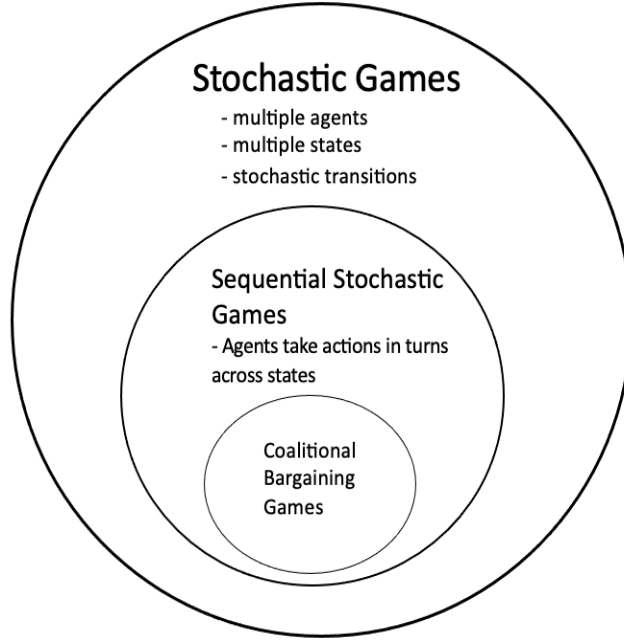 Stochastic Games
- multiple agents
- multiple states
- stochastic transitions
Sequential Stochastic
Games
- Agents take actions in turns
across states
Coalitional
Bargaining
Games